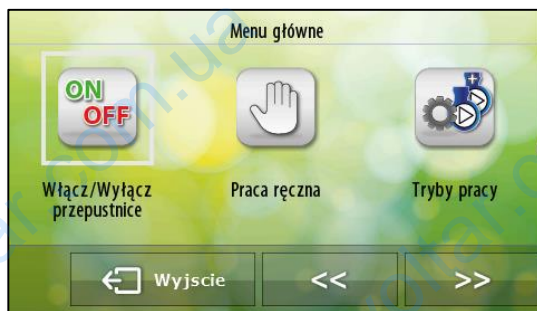 Menu główne
ON
OFF
Włącz/Wyłącz
przepustnice
Praca ręczna
Tryby pracy
Wyjscie
<<
>>